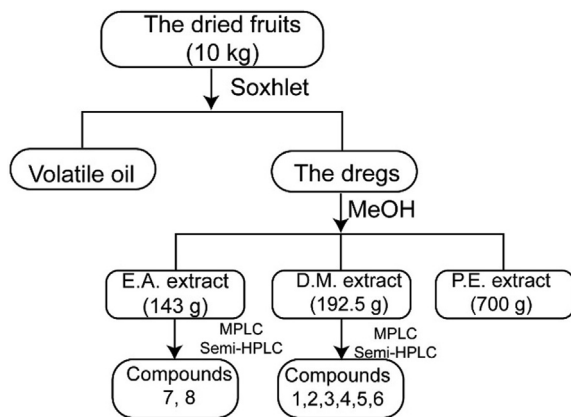 The dried fruits
(10 kg)
Soxhlet
Volatile oil
The dregs
MeOH
E.A. extract
(143 g)
D.M. extract
(192.5 g)
P.E. extract
(700 g)
MPLC
Semi-HPLC
MPLC
Semi-HPLC
Compounds
7, 8
Compounds
1,2,3,4,5,6